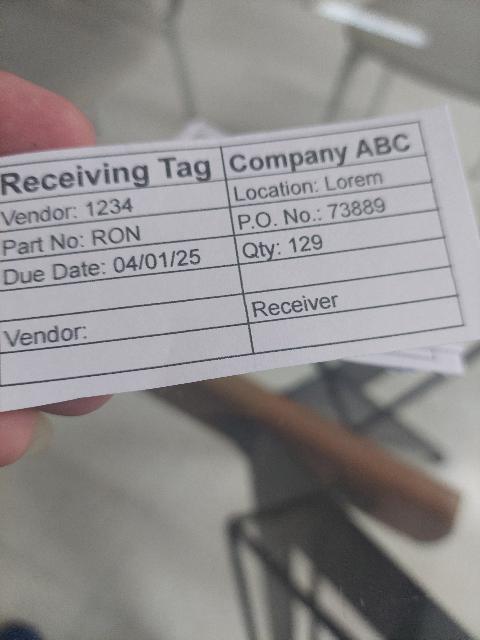 Receiving Tag Company ABC
Vendor: 1234 Location: Lorem
Part No: RON P.O. No.: 73889
Due Date: 04/01/25 Qty: 129
Vendor: Receiver